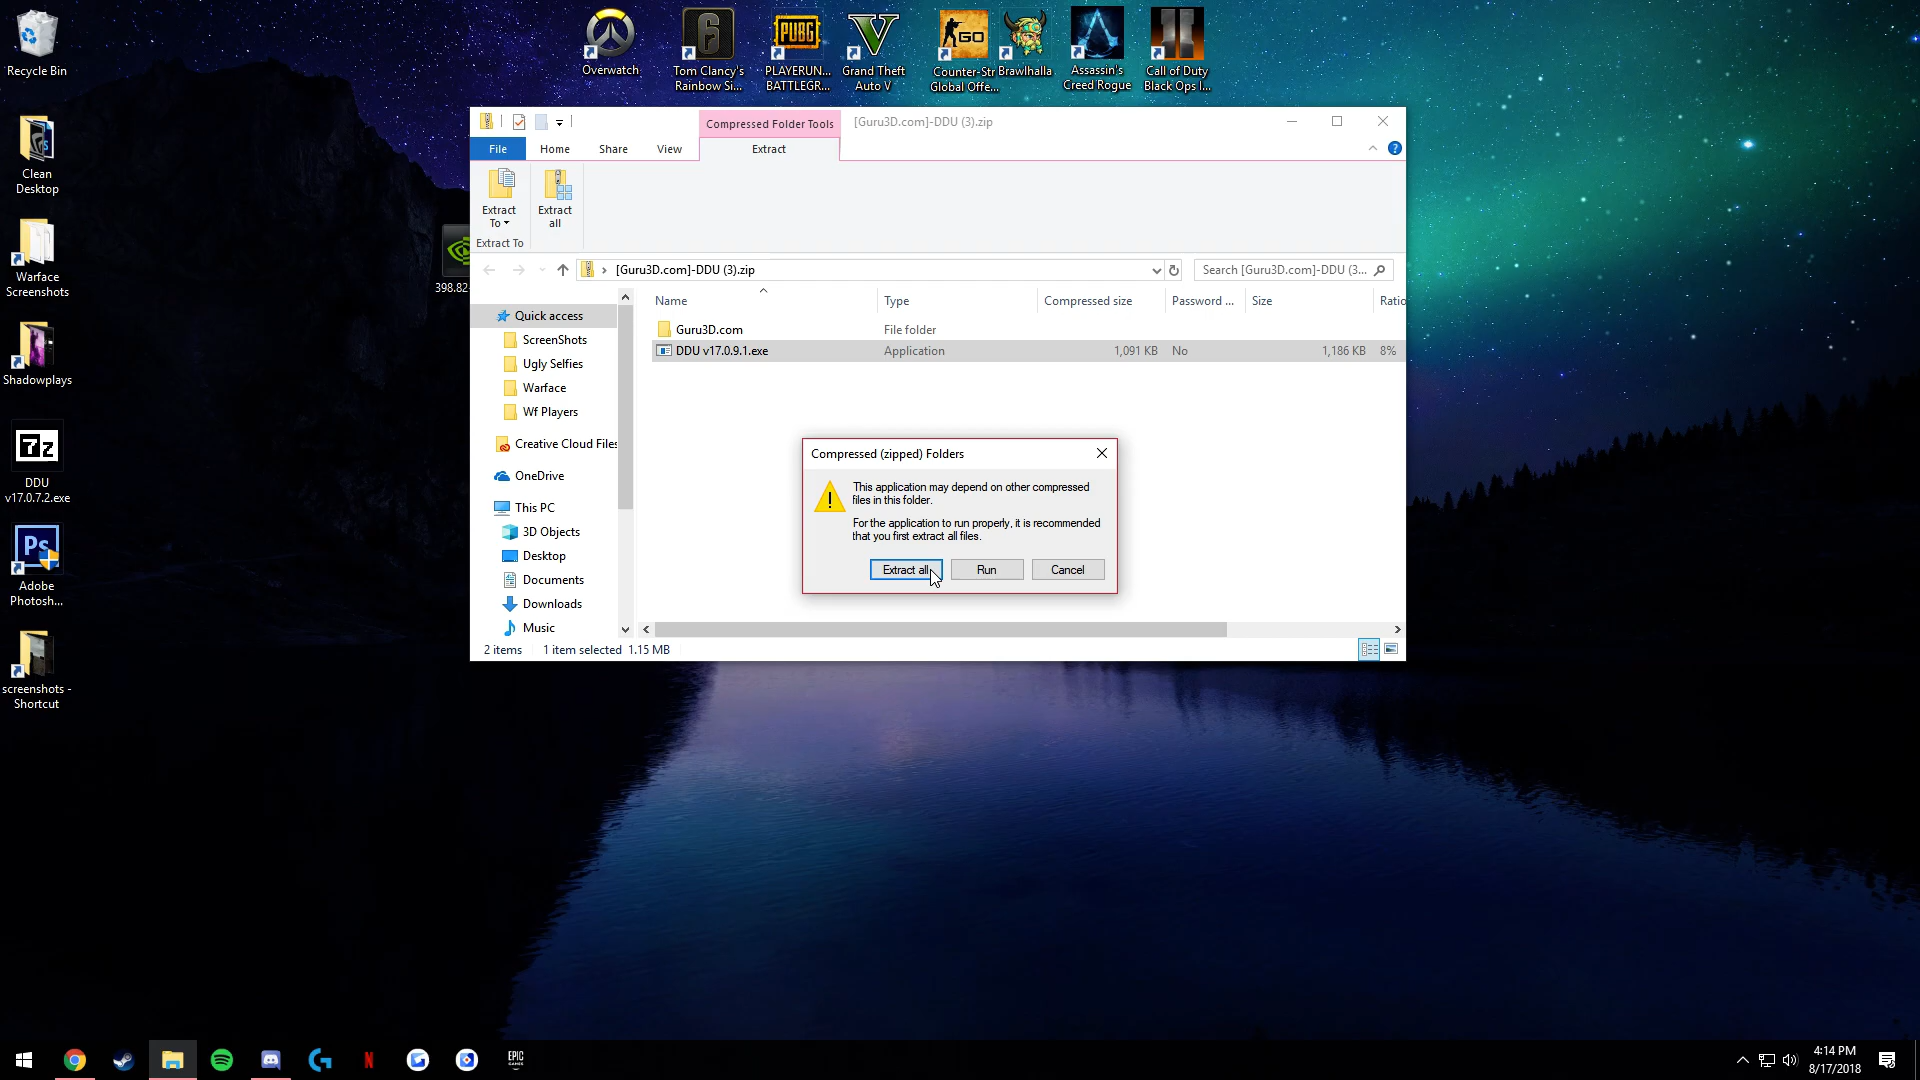 Recycle Bin
Clean
Desktop
Warface
Screenshots
Shadowplays
7z
DDU
v17.0.7.2.exe
Ps
Adobe
Photosh...
screenshots -
Shortcut
Overwatch
6
Tom Clancy's
Rainbow Si...
PUBG
PLAYERUN...
BATTLEGR...
V
Grand Theft
Auto V
GO
Counter-Str
Global Offe...
Brawlhalla
Assassin's
Creed Rogue
II
Call of Duty
Black Ops I...
398.82
Compressed Folder Tools
[Guru3D.com]-DDU (3).zip
File
Home
Share
View
Extract
Extract
To
Extract
all
Extract To
[Guru3D.com]-DDU (3).zip
Search [Guru3D.com]-DDU (3...
Quick access
ScreenShots
Ugly Selfies
Warface
Wf Players
Creative Cloud Files
OneDrive
This PC
3D Objects
Desktop
Documents
Downloads
Music
Name Type Compressed size Password ... Size Ratio
Guru3D.com File folder
DDU v17.0.9.1.exe Application 1,091 KB No 1,186 KB 8%
Compressed (zipped) Folders
This application may depend on other compressed
files in this folder.
For the application to run properly, it is recommended
that you first extract all files.
Extract all
Run
Cancel
2 items 1 item selected 1.15 MB
EPIC
GAMES
4:14 PM
8/17/2018